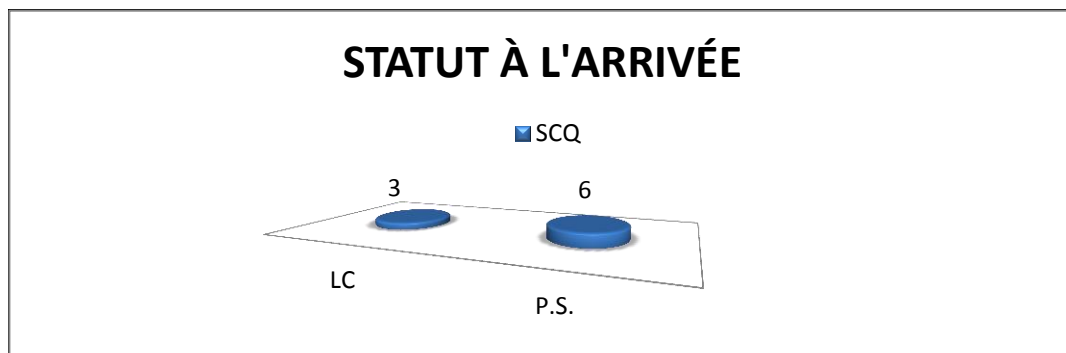 STATUT À L'ARRIVÉE
SCQ
3
6
LC
P.S.